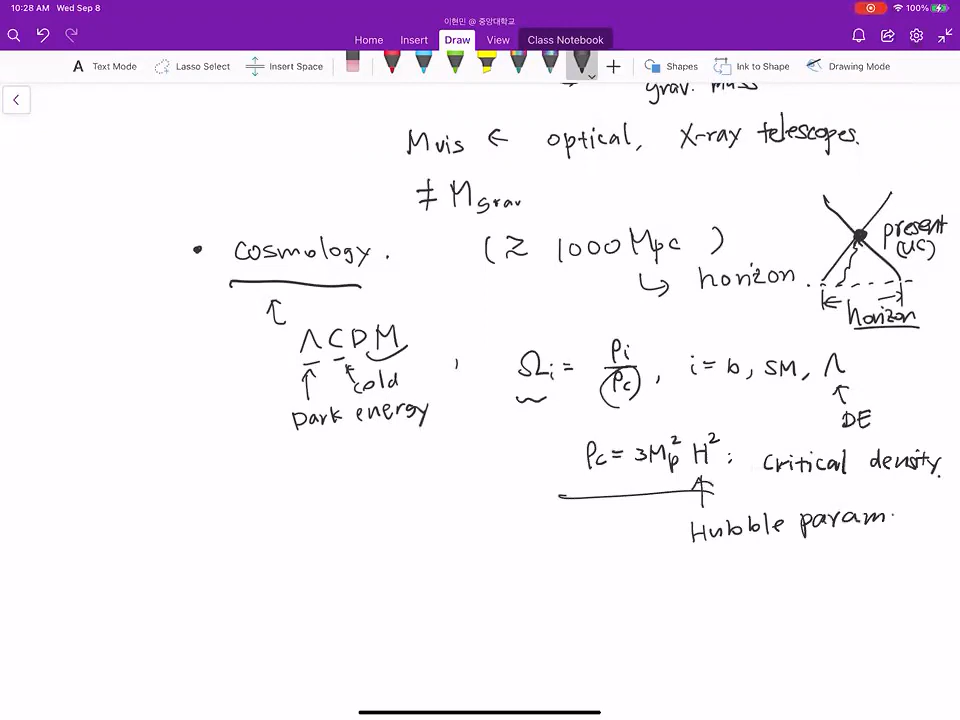 10:28 AM Wed Sep 8
100%
이현민 @ 중앙대학교
Home Insert Draw View Class Notebook
Text Mode Lasso Select Insert Space Shapes Ink to Shape Drawing Mode
grav. mass
Mvis ← optical, X-ray telescopes.
≠ Mgrav
• Cosmology. (≳ 1000 Mpc)
↳ horizon.
present
horizon
ΛCDM , Ωi = ρi/ρc, i = b, SM, Λ
cold
Dark energy
DE
ρc = 3Mp² H² : critical density.
Hubble param.